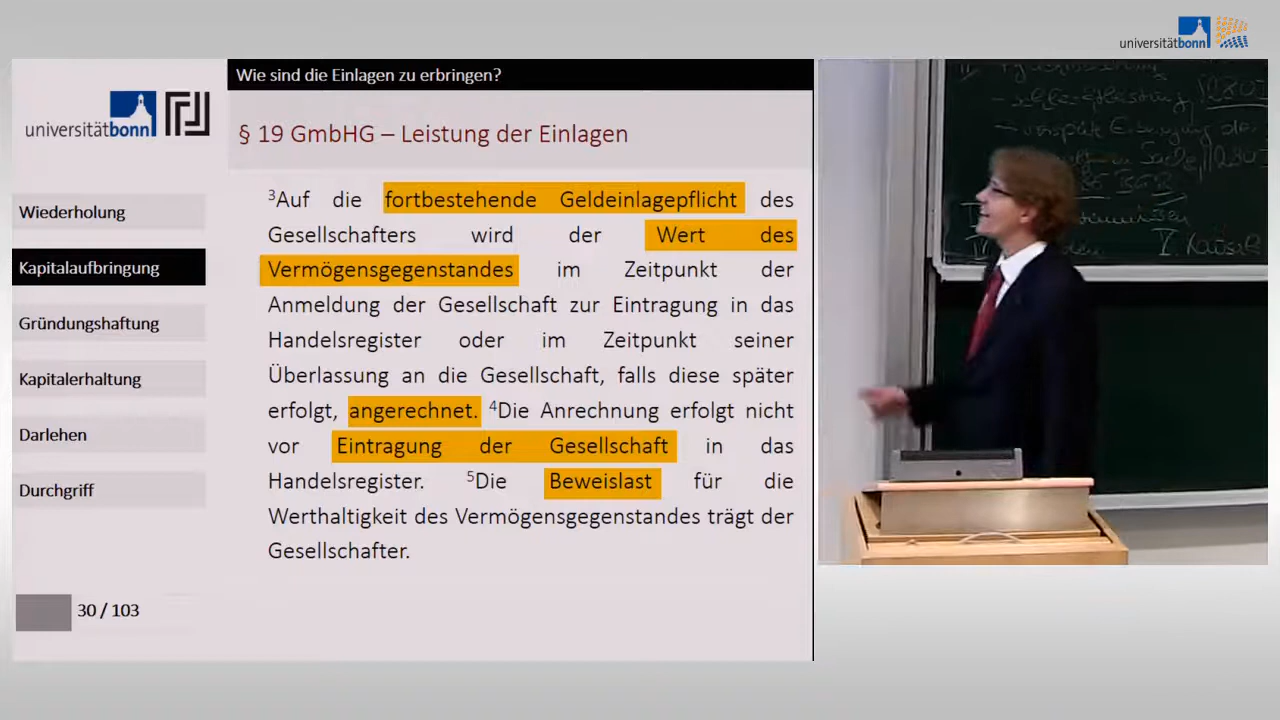 universitätbonn
Wie sind die Einlagen zu erbringen?
universitätbonn
§ 19 GmbHG – Leistung der Einlagen
Wiederholung
Kapitalaufbringung
Gründungshaftung
Kapitalerhaltung
Darlehen
Durchgriff
30 / 103
³Auf die fortbestehende Geldeinlagepflicht des
Gesellschafters wird der Wert des
Vermögensgegenstandes im Zeitpunkt der
Anmeldung der Gesellschaft zur Eintragung in das
Handelsregister oder im Zeitpunkt seiner
Überlassung an die Gesellschaft, falls diese später
erfolgt, angerechnet. ⁴Die Anrechnung erfolgt nicht
vor Eintragung der Gesellschaft in das
Handelsregister. ⁵Die Beweislast für die
Werthaltigkeit des Vermögensgegenstandes trägt der
Gesellschafter.